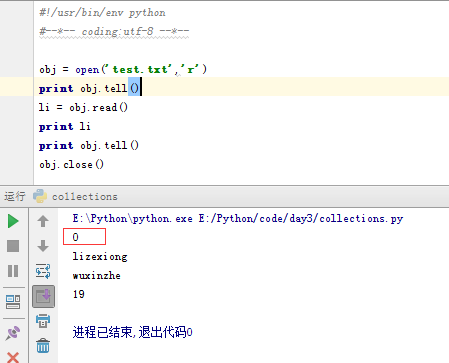 #!/usr/bin/env python
#--*-- coding:utf-8 --*--
obj = open('test.txt','r')
print obj.tell()
li = obj.read()
print li
print obj.tell()
obj.close()
运行 collections
E:\Python\python.exe E:/Python/code/day3/collections.py
0
lizexiong
wuxinzhe
19
进程已结束,退出代码0